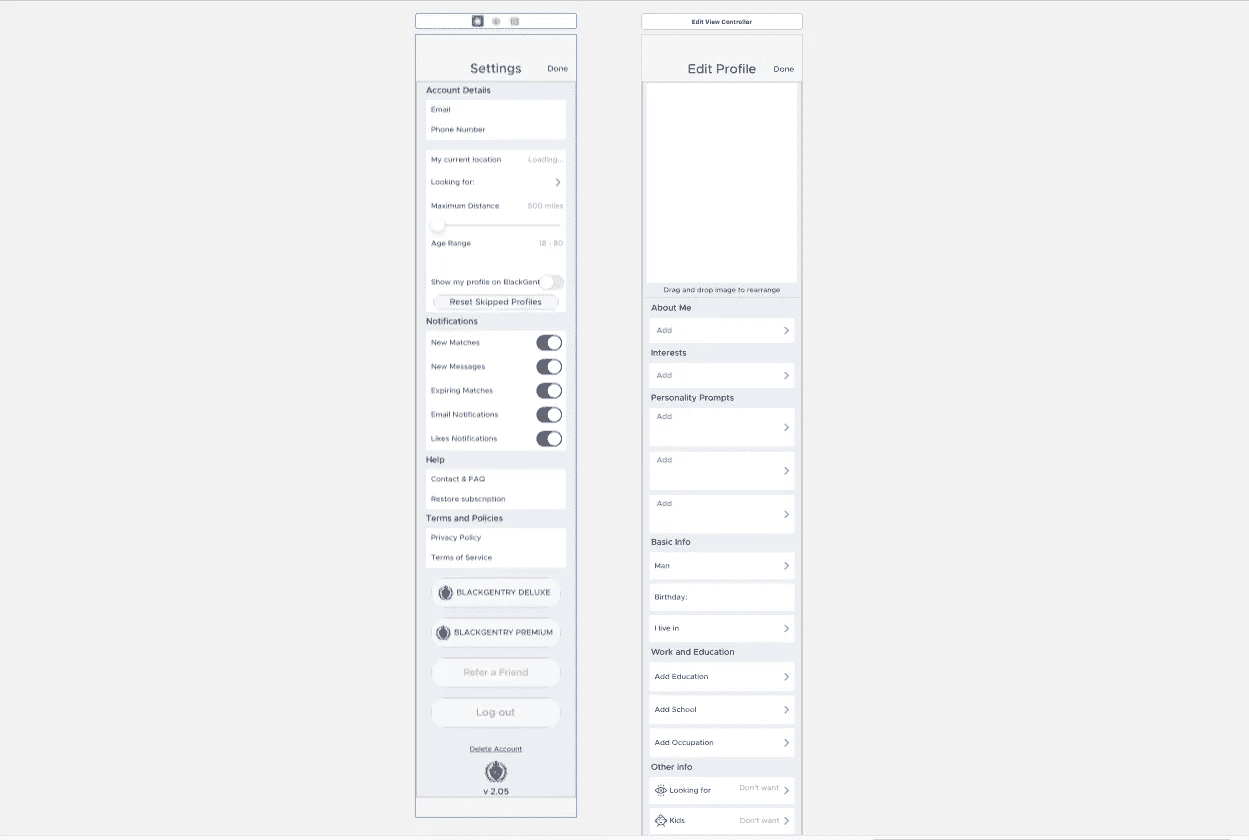 Settings
Done
Account Details
Email
Phone Number
My current location
Loading...
Looking for:
Maximum Distance
500 miles
Age Range
18 - 80
Show my profile on BlackGent
Reset Skipped Profiles
Notifications
New Matches
New Messages
Expiring Matches
Email Notifications
Likes Notifications
Help
Contact & FAQ
Restore subscription
Terms and Policies
Privacy Policy
Terms of Service
BLACKGENTRY DELUXE
BLACKGENTRY PREMIUM
Refer a Friend
Log out
Delete Account
v 2.05
Edit View Controller
Edit Profile
Done
Drag and drop image to rearrange
About Me
Add
Interests
Add
Personality Prompts
Add
Add
Add
Basic Info
Man
Birthday:
I live in
Work and Education
Add Education
Add School
Add Occupation
Other info
Looking for
Don't want
Kids
Don't want